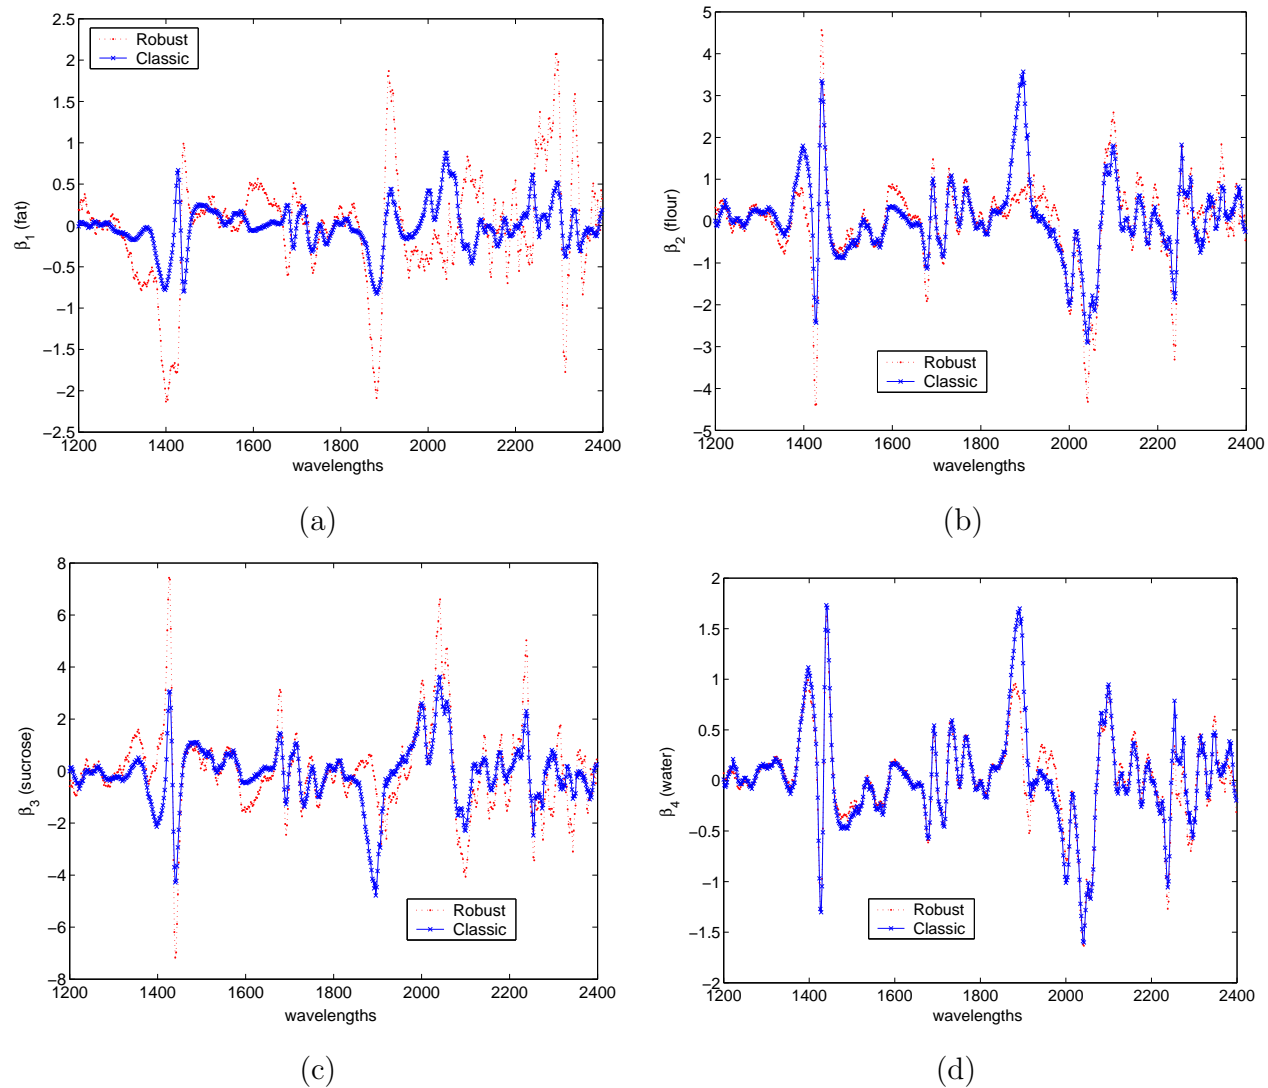 2.5
2
1.5
1
0.5
0
−0.5
−1
−1.5
−2
−2.5
β1 (fat)
Robust
Classic
1200 1400 1600 1800 2000 2200 2400
wavelengths
(a)
5
4
3
2
1
0
−1
−2
−3
−4
−5
β2 (flour)
Robust
Classic
1200 1400 1600 1800 2000 2200 2400
wavelengths
(b)
8
6
4
2
0
−2
−4
−6
−8
β3 (sucrose)
Robust
Classic
1200 1400 1600 1800 2000 2200 2400
wavelengths
(c)
2
1.5
1
0.5
0
−0.5
−1
−1.5
−2
β4 (water)
Robust
Classic
1200 1400 1600 1800 2000 2200 2400
wavelengths
(d)